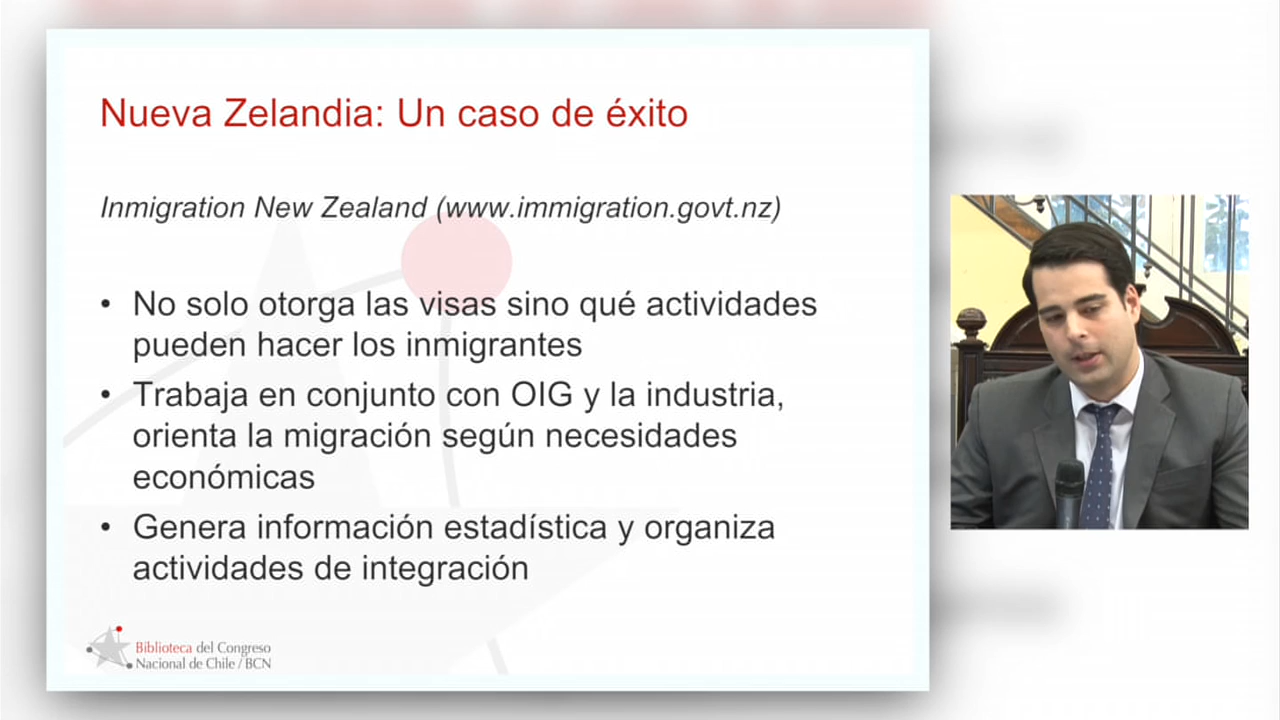 Nueva Zelandia: Un caso de éxito
Inmigration New Zealand (www.immigration.govt.nz)
• No solo otorga las visas sino qué actividades
pueden hacer los inmigrantes
• Trabaja en conjunto con OIG y la industria,
orienta la migración según necesidades
económicas
• Genera información estadística y organiza
actividades de integración
Biblioteca del Congreso
Nacional de Chile / BCN